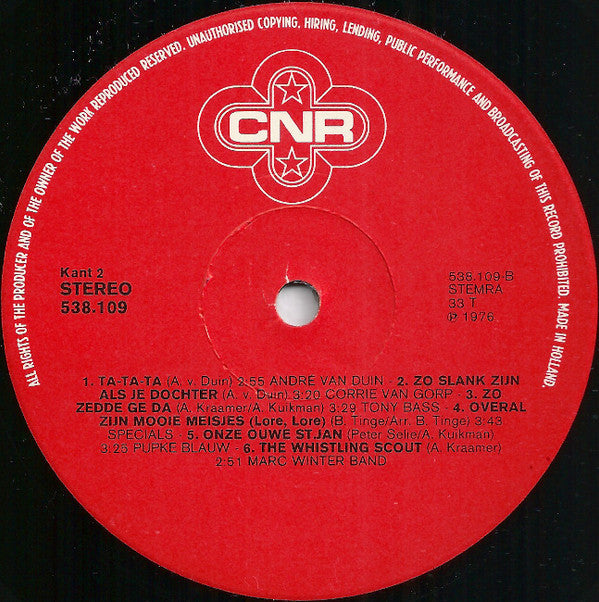 ALL RIGHTS OF THE PRODUCER AND OF THE OWNER OF THE WORK REPRODUCED RESERVED. UNAUTHORISED COPYING, HIRING, LENDING, PUBLIC PERFORMANCE AND BROADCASTING OF THIS RECORD PROHIBITED. MADE IN HOLLAND.
CNR
Kant 2
STEREO
538.109
538.109-B
STEMRA
33 T
℗ 1976
1. TA-TA-TA (A. v. Duin) 2:55 ANDRÉ VAN DUIN - 2. ZO SLANK ZIJN
ALS JE DOCHTER (A. v. Duin) 3:20 CORRIE VAN GORP - 3. ZO
ZEDDE GE DA (A. Kraamer/A. Kuikman) 3:29 TONY BASS - 4. OVERAL
ZIJN MOOIE MEISJES (Lore, Lore) (B. Tinge/Arr. B. Tinge) 3:43
SPECIALS - 5. ONZE OUWE ST.JAN (Peter Selre/A. Kuikman)
3:25 PUPKE BLAUW - 6. THE WHISTLING SCOUT (A. Kraamer)
2:51 MARC WINTER BAND